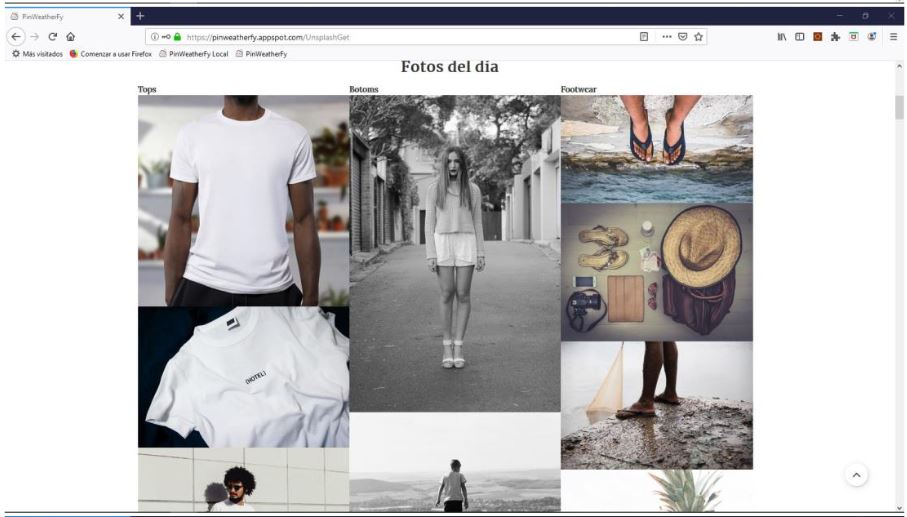 PinWeatherFy
https://pinweatherfy.appspot.com/UnsplashGet
Más visitados
Comenzar a usar Firefox
PinWeatherFy Local
PinWeatherFy
Fotos del dia
Tops
Botoms
Footwear
(HOTEL)